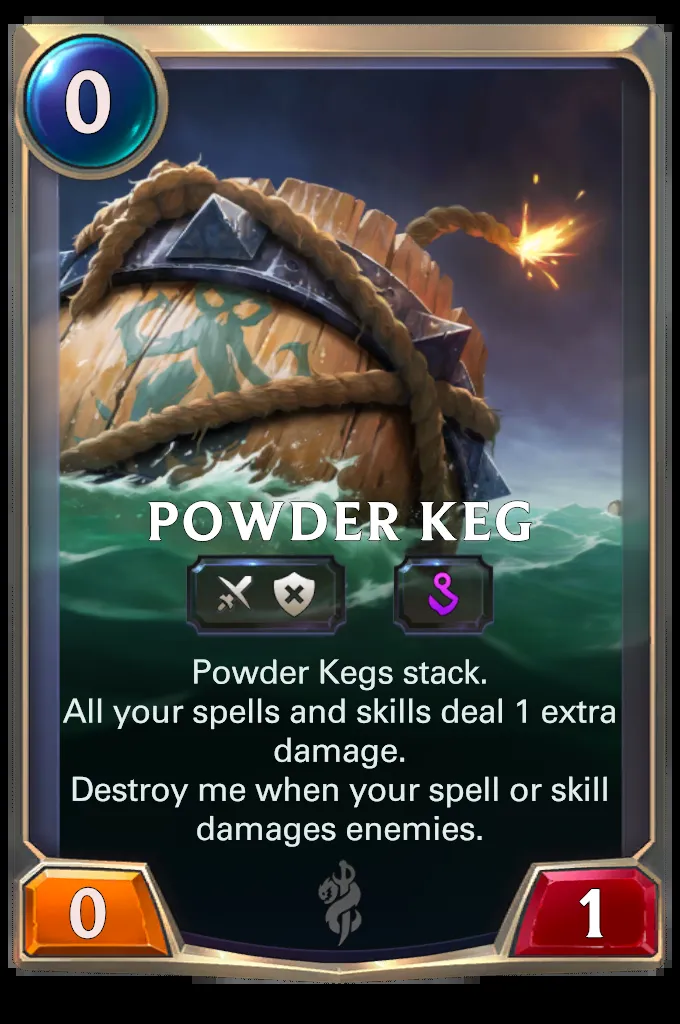 0
POWDER KEG
Powder Kegs stack.
All your spells and skills deal 1 extra
damage.
Destroy me when your spell or skill
damages enemies.
0
1